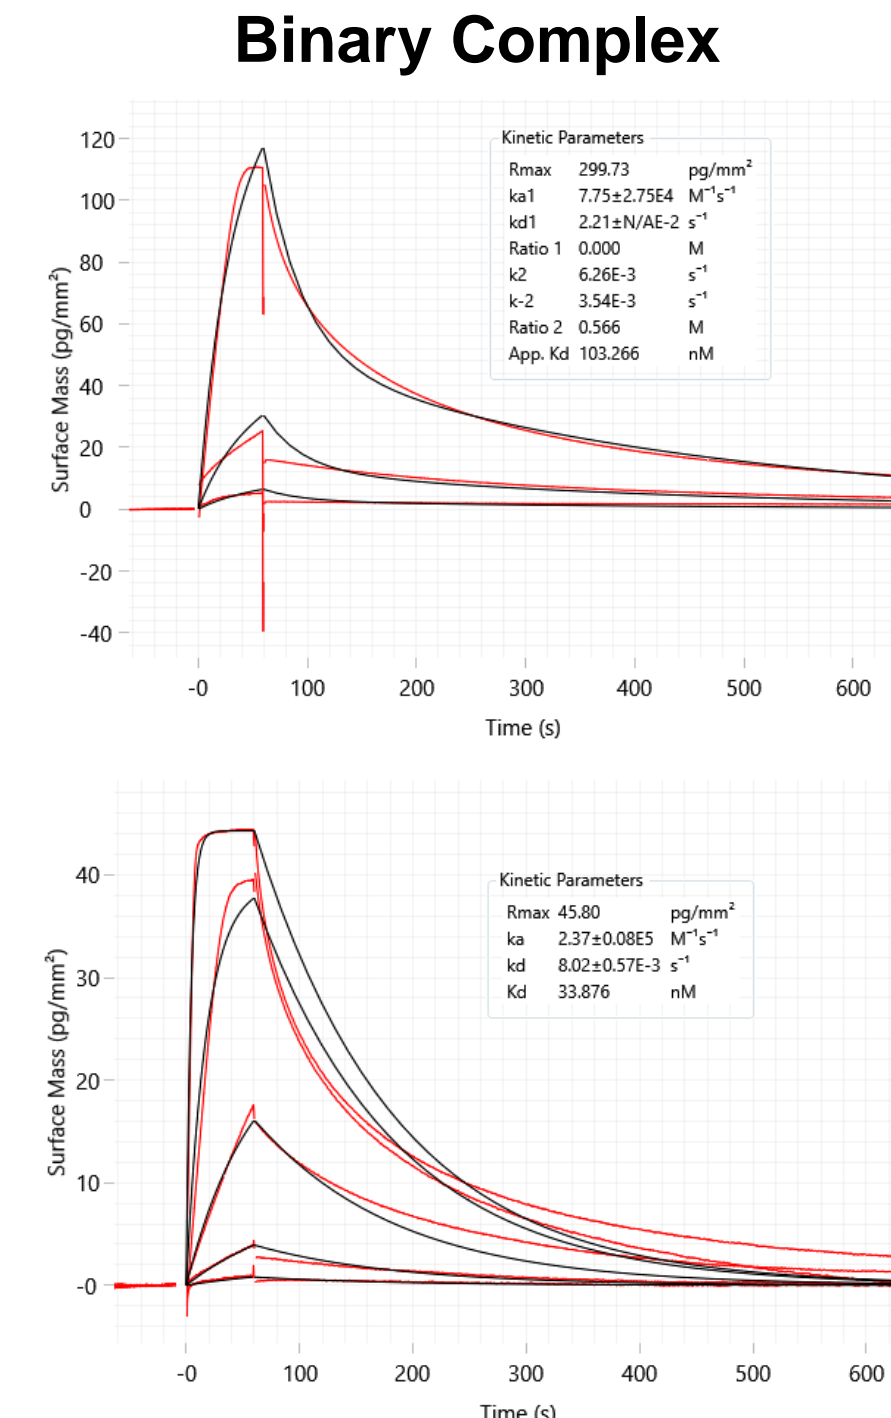 Binary Complex
Kinetic Parameters
Rmax 299.73 pg/mm²
ka1 7.75±2.75E4 M⁻¹s⁻¹
kd1 2.21±N/AE-2 s⁻¹
Ratio 1 0.000 M
k2 6.26E-3 s⁻¹
k-2 3.54E-3 s⁻¹
Ratio 2 0.566 M
App. Kd 103.266 nM
Surface Mass (pg/mm²)
120
100
80
60
40
20
0
-20
-40
-0 100 200 300 400 500 600
Time (s)
Kinetic Parameters
Rmax 45.80 pg/mm²
ka 2.37±0.08E5 M⁻¹s⁻¹
kd 8.02±0.57E-3 s⁻¹
Kd 33.876 nM
Surface Mass (pg/mm²)
40
30
20
10
-0
-0 100 200 300 400 500 600
Time (s)